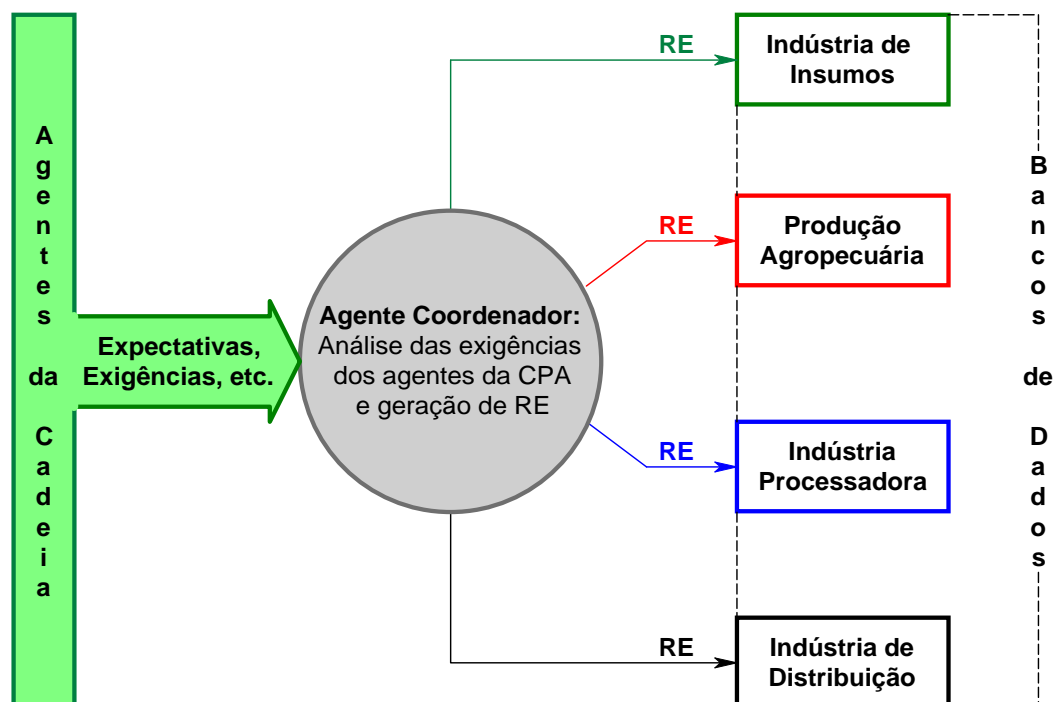 Agentes da Cadeia
Expectativas,
Exigências, etc.
Agente Coordenador:
Análise das exigências
dos agentes da CPA
e geração de RE
RE
Indústria de
Insumos
RE
Produção
Agropecuária
RE
Indústria
Processadora
RE
Indústria de
Distribuição
Bancos de Dados